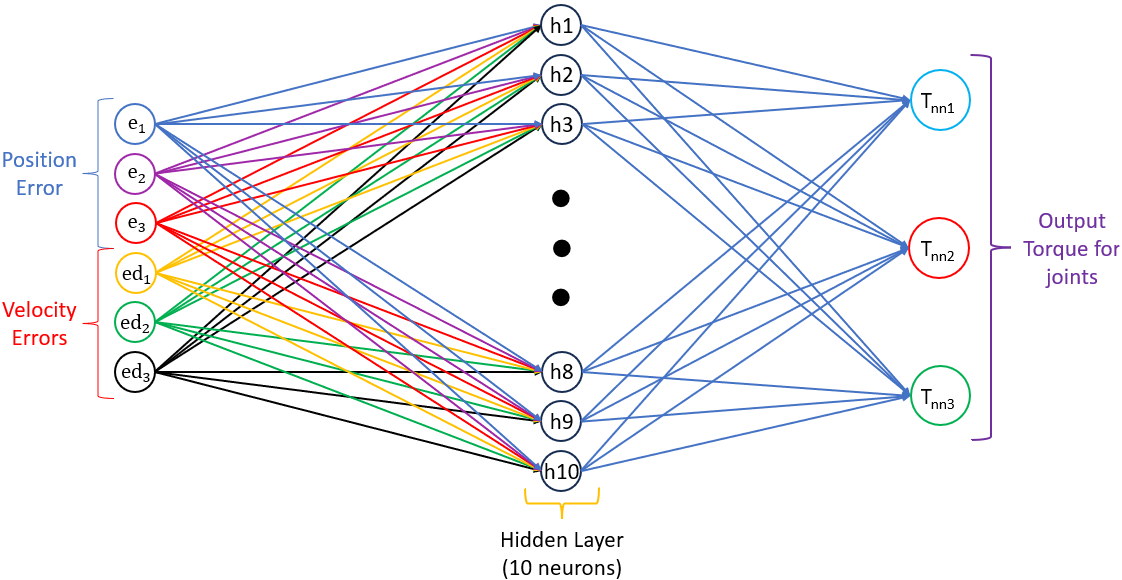 Position
Error
Velocity
Errors
e₁
e₂
e₃
ed₁
ed₂
ed₃
h1
h2
h3
h8
h9
h10
Hidden Layer
(10 neurons)
Tₙₙ₁
Tₙₙ₂
Tₙₙ₃
Output
Torque for
joints